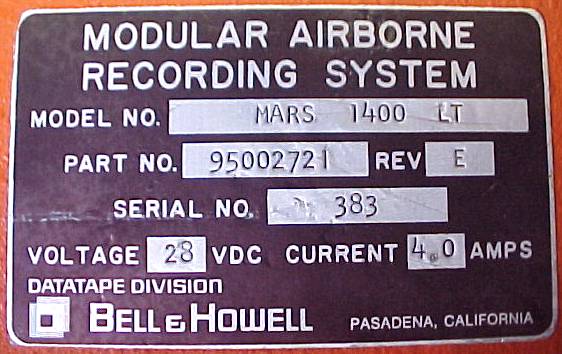 MODULAR AIRBORNE
RECORDING SYSTEM
MODEL NO. MARS 1400 LT
PART NO. 95002721 REV E
SERIAL NO. 383
VOLTAGE 28 VDC CURRENT 4.0 AMPS
DATATAPE DIVISION
BELL & HOWELL PASADENA, CALIFORNIA